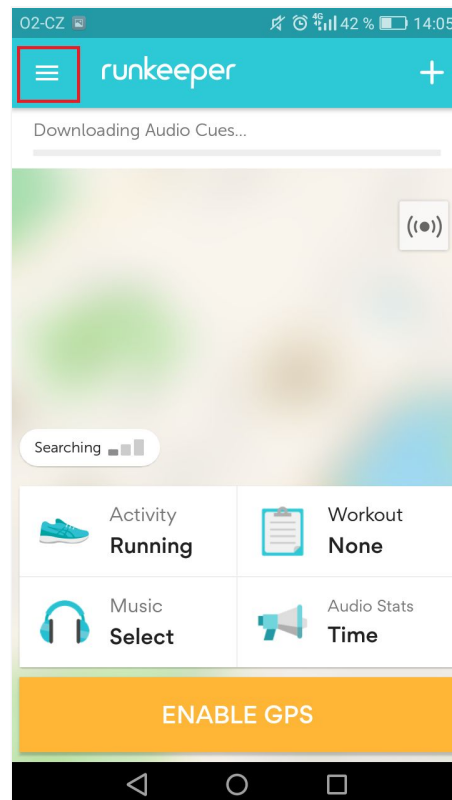 O2-CZ 4G 42 % 14:05
runkeeper
Downloading Audio Cues...
Searching
Activity
Running
Workout
None
Music
Select
Audio Stats
Time
ENABLE GPS